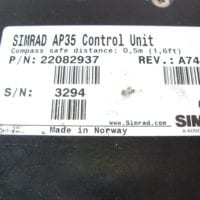 SIMRAD AP35 Control Unit
Compass safe distance: 0,5m (1,6ft)
P/N: 22082937 REV.: A74
S/N: 3294
www.Simrad.com
SIM
Made in Norway